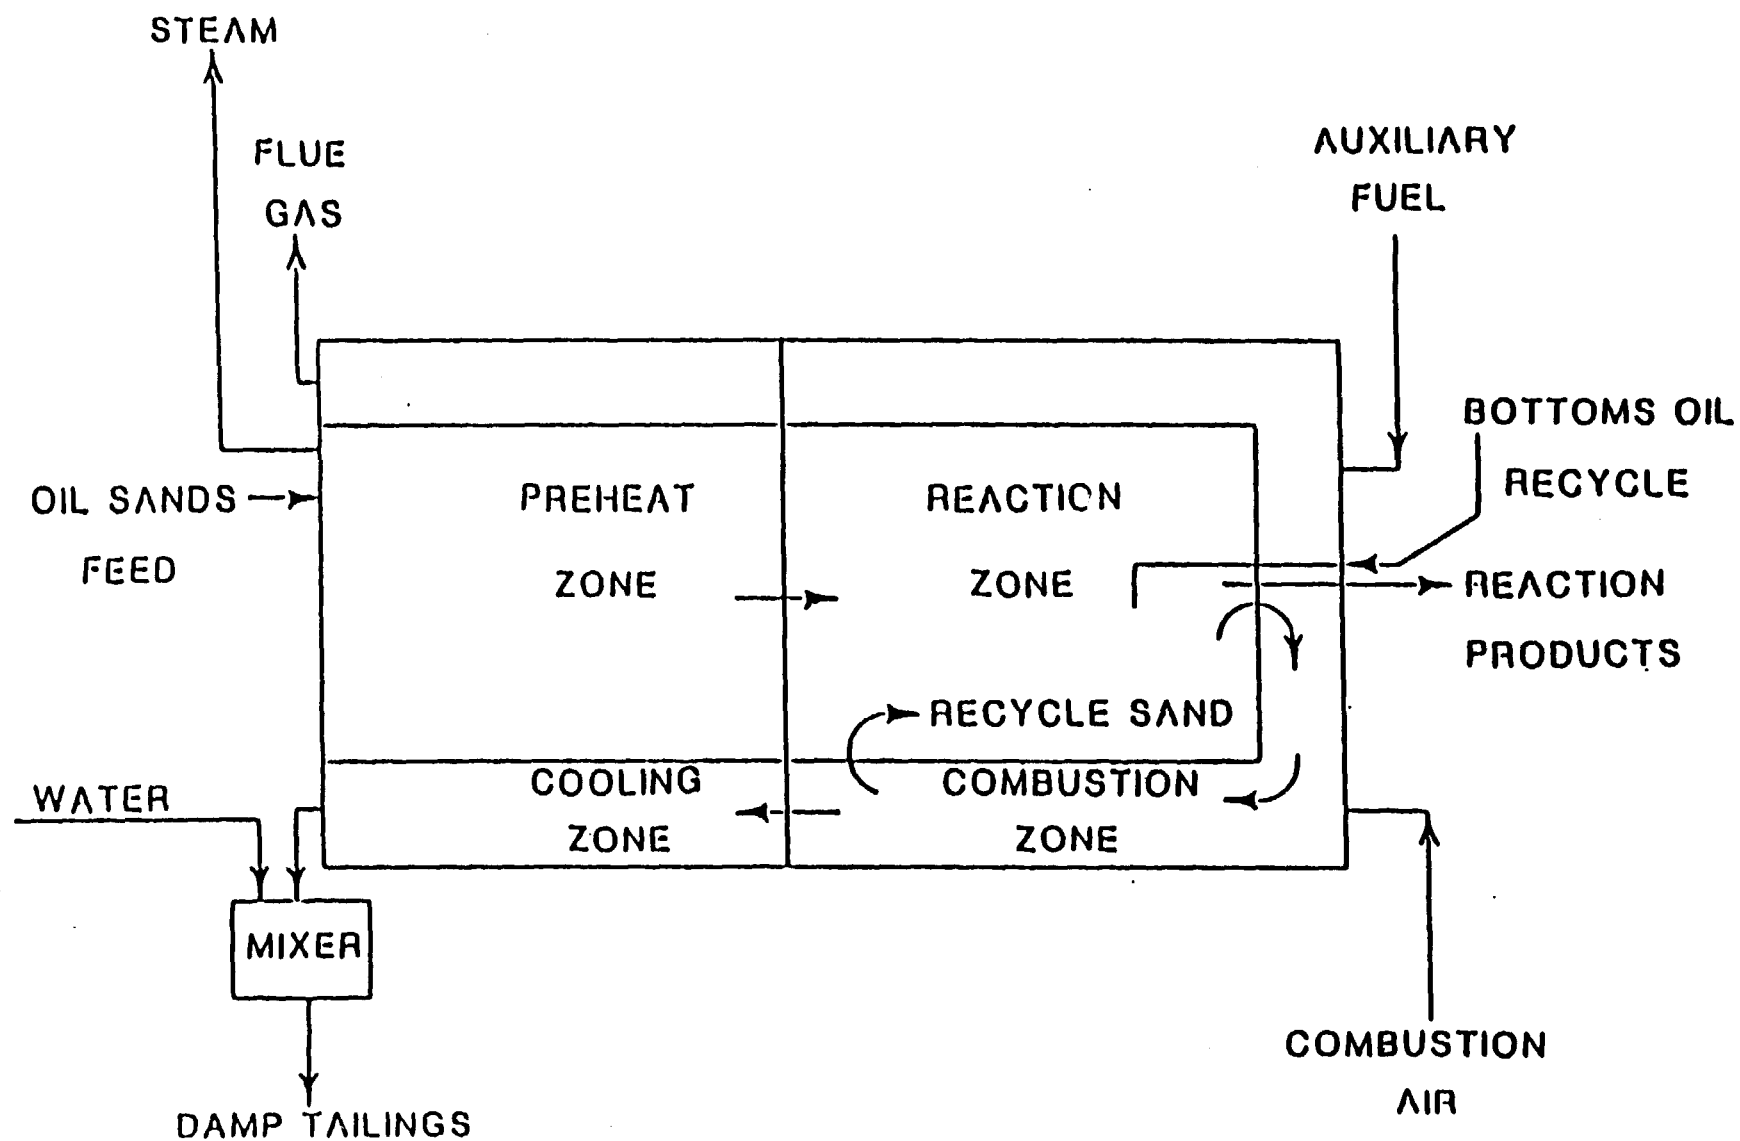 STEAM
FLUE
GAS
AUXILIARY
FUEL
BOTTOMS OIL
RECYCLE
OIL SANDS
FEED
PREHEAT
ZONE
REACTION
ZONE
REACTION
PRODUCTS
RECYCLE SAND
COOLING
ZONE
COMBUSTION
ZONE
WATER
MIXER
DAMP TAILINGS
COMBUSTION
AIR